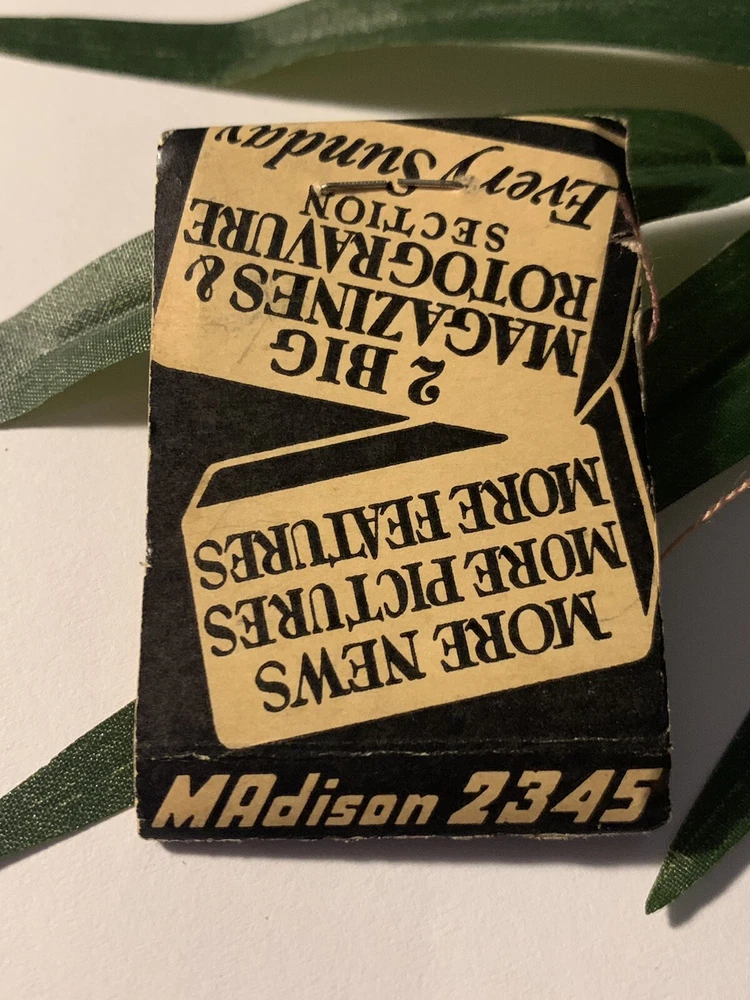 MORE NEWS
MORE PICTURES
MORE FEATURES
2 BIG
MAGAZINES &
ROTOGRAVURE
SECTION
Every Sunday
MAdison 2345